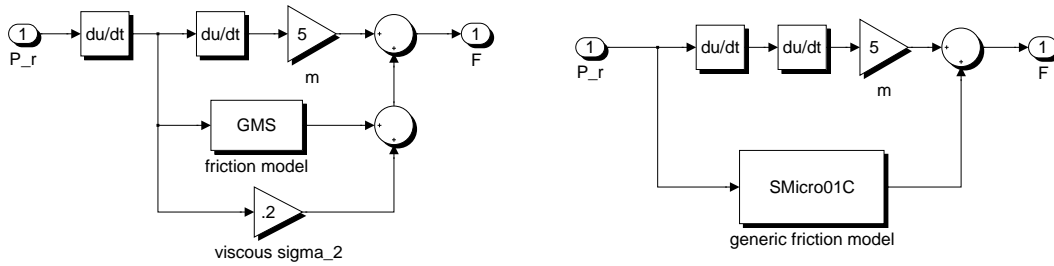 1
P_r
du/dt
du/dt
5
m
+
+
1
F
GMS
friction model
+
+
.2
viscous sigma_2
1
P_r
du/dt
du/dt
5
m
+
+
1
F
SMicro01C
generic friction model